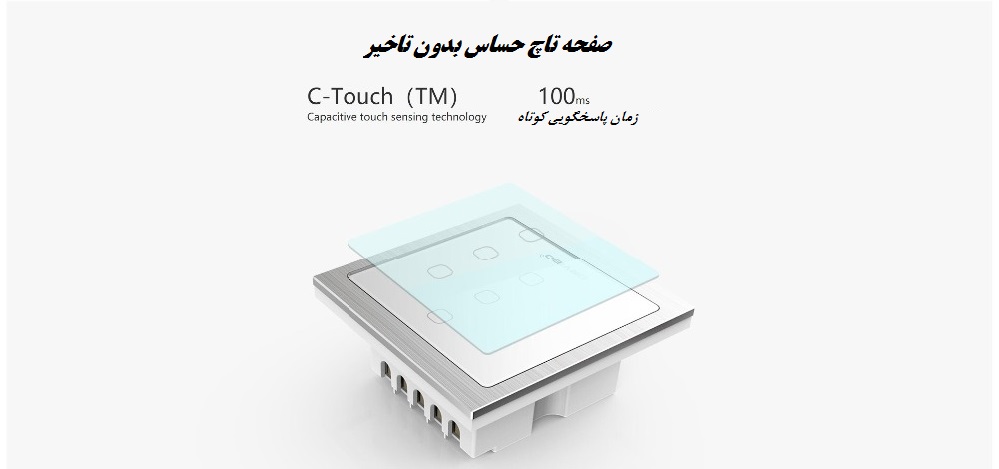 صفحه تاچ حساس بدون تاخیر
C-Touch (TM)
Capacitive touch sensing technology
100ms
زمان پاسخگویی کوتاه